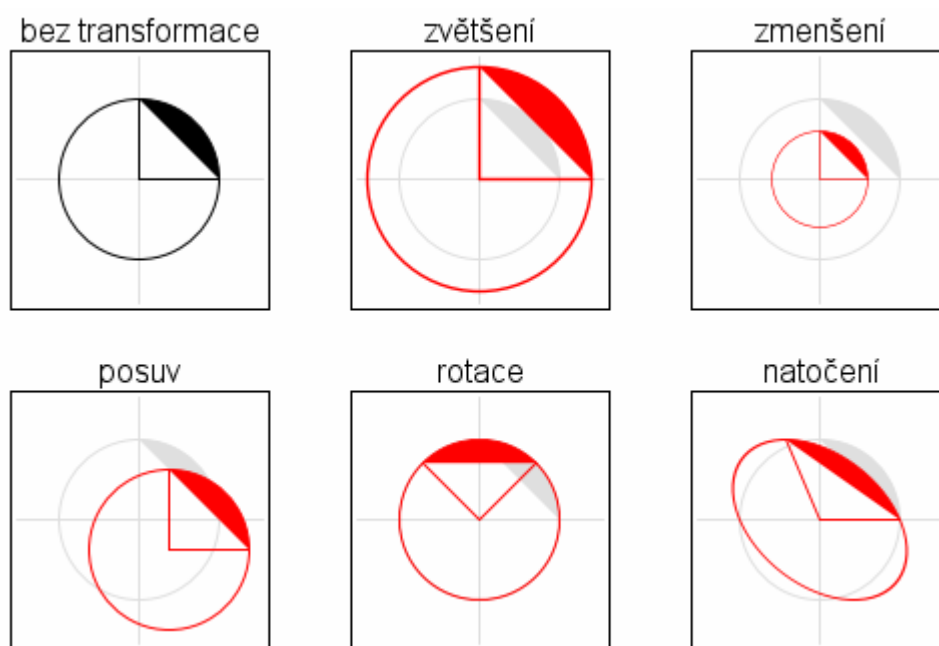 bez transformace
zvětšení
zmenšení
posuv
rotace
natočení